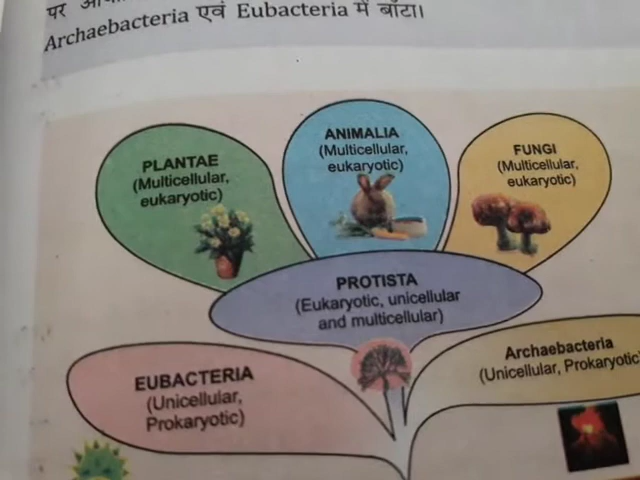 पर
Archaebacteria एवं Eubacteria में बाँटा।
PLANTAE
(Multicellular,
eukaryotic)
ANIMALIA
(Multicellular,
eukaryotic)
FUNGI
(Multicellular,
eukaryotic)
PROTISTA
(Eukaryotic, unicellular
and multicellular)
EUBACTERIA
(Unicellular,
Prokaryotic)
Archaebacteria
(Unicellular, Prokaryotic